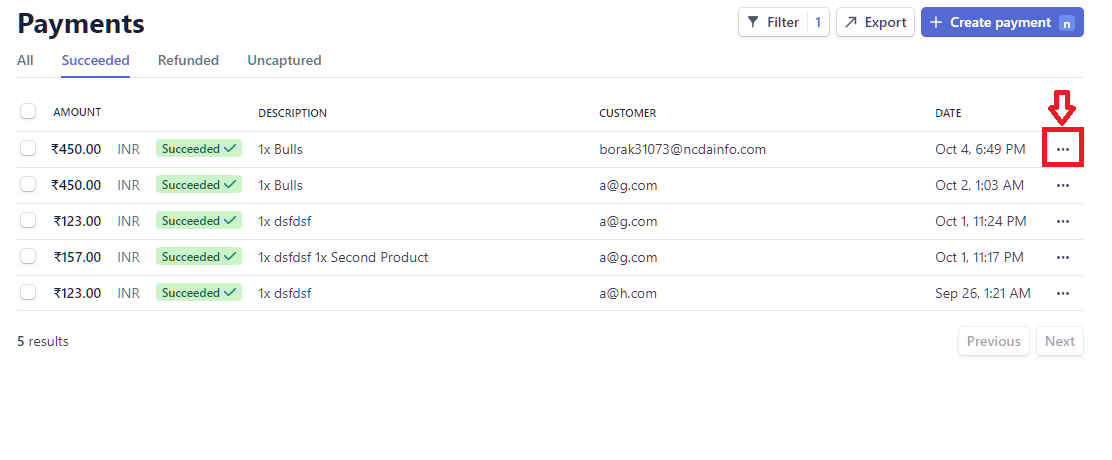 Payments
Filter 1 Export + Create payment n
All Succeeded Refunded Uncaptured
AMOUNT DESCRIPTION CUSTOMER DATE
₹450.00 INR Succeeded ✓ 1x Bulls borak31073@ncdainfo.com Oct 4, 6:49 PM ···
₹450.00 INR Succeeded ✓ 1x Bulls a@g.com Oct 2, 1:03 AM ···
₹123.00 INR Succeeded ✓ 1x dsfdsf a@g.com Oct 1, 11:24 PM ···
₹157.00 INR Succeeded ✓ 1x dsfdsf 1x Second Product a@g.com Oct 1, 11:17 PM ···
₹123.00 INR Succeeded ✓ 1x dsfdsf a@h.com Sep 26, 1:21 AM ···
5 results Previous Next